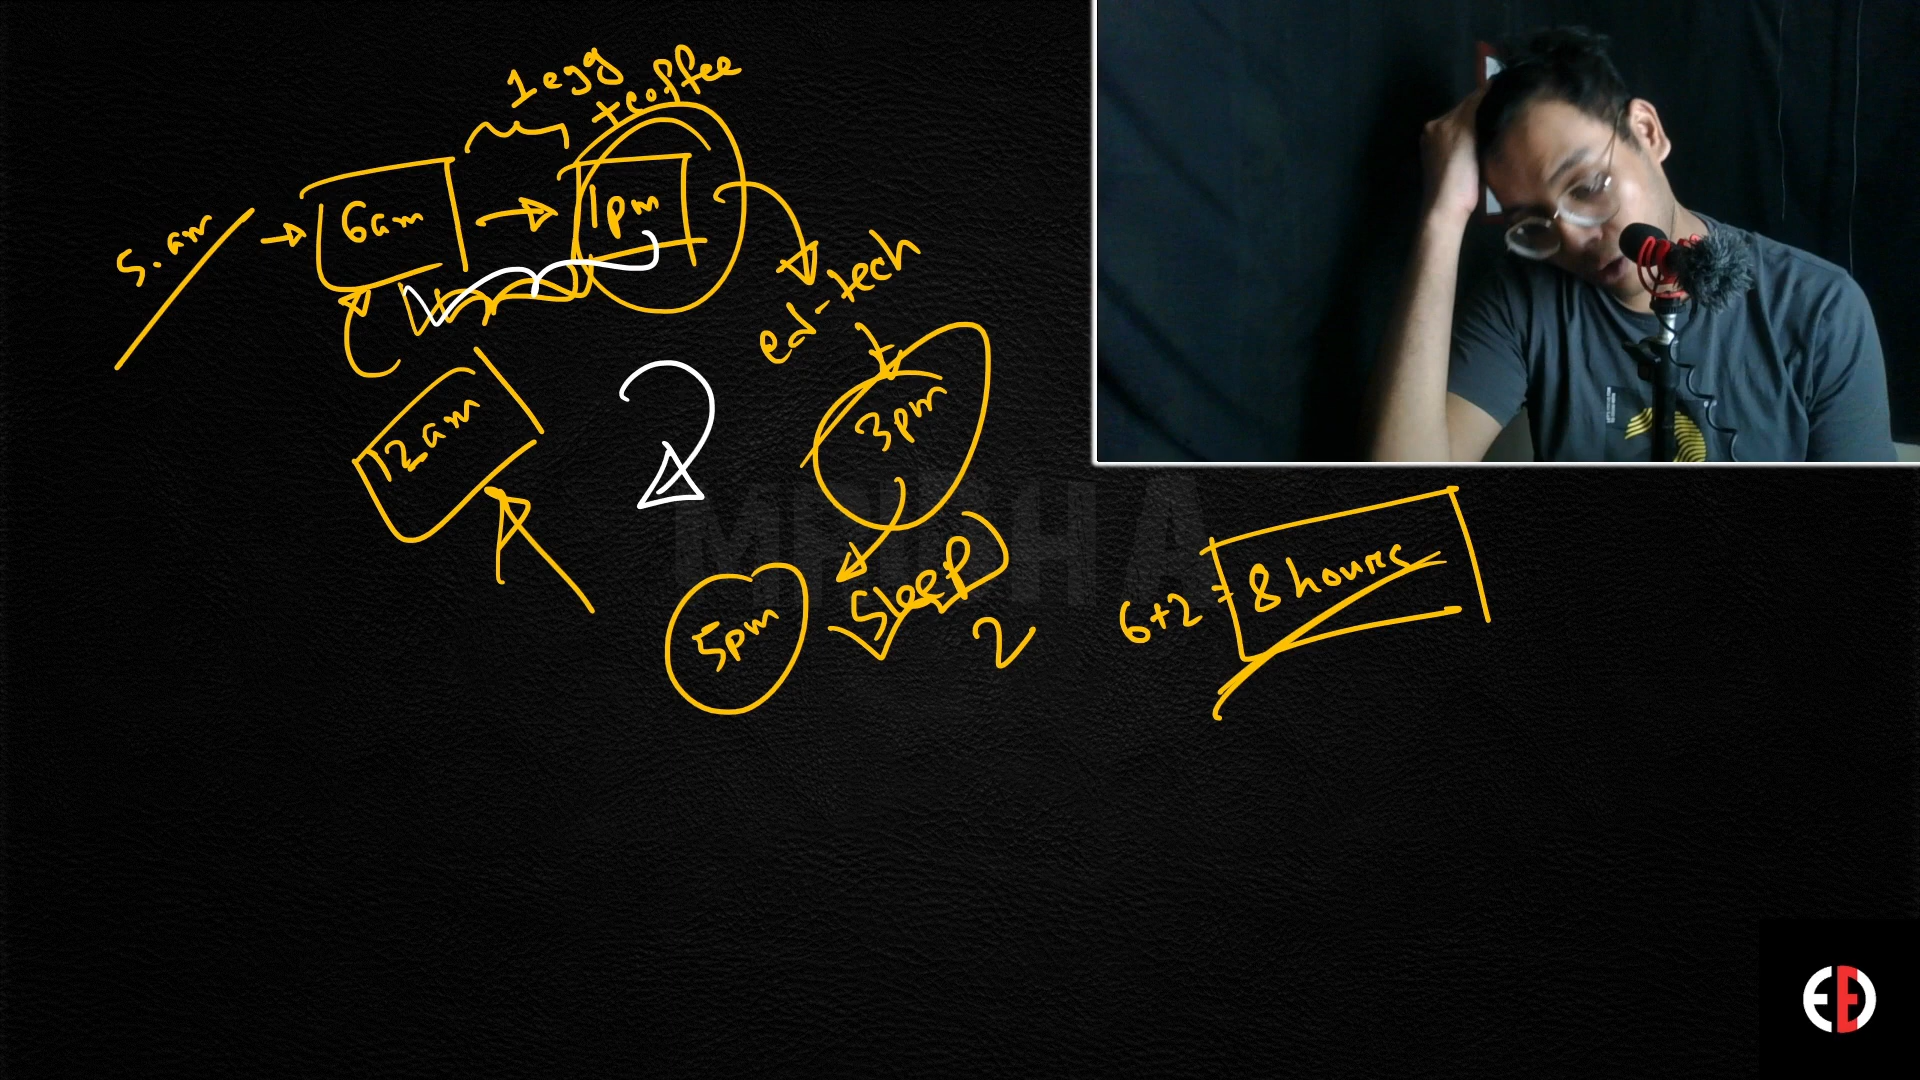 1 egg
+ coffee
5.am
6am
1pm
ed-tech
3pm
12am
Sleep
2
5pm
6+2 = 8 hours